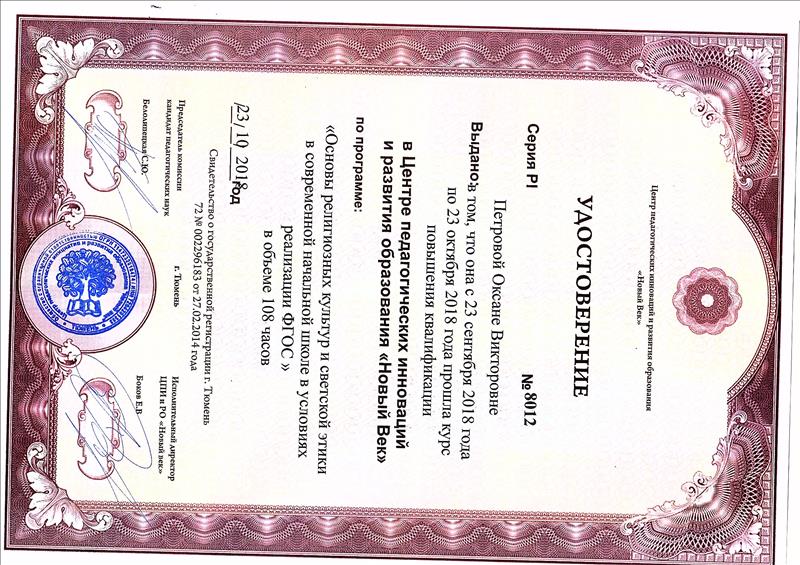 Центр педагогических инноваций и развития образования
«Новый Век»
УДОСТОВЕРЕНИЕ
Серия PI № 8012
Петровой Оксане Викторовне
Выдано в том, что она с 23 сентября 2018 года
по 23 октября 2018 года прошла курс
повышения квалификации
в Центре педагогических инноваций
и развития образования «Новый Век»
по программе:
«Основы религиозных культур и светской этики
в современной начальной школе в условиях
реализации ФГОС »
в объеме 108 часов
23/10 2018 год
Свидетельство о государственной регистрации г. Тюмень
72 № 002296183 от 27.02.2014 года
Председатель комиссии
кандидат педагогических наук
Белолипецкая С.Ю.
г. Тюмень
Исполнительный директор
ЦПИ и РО «Новый век»
Боков Е.В
ТЮМЕНЬ